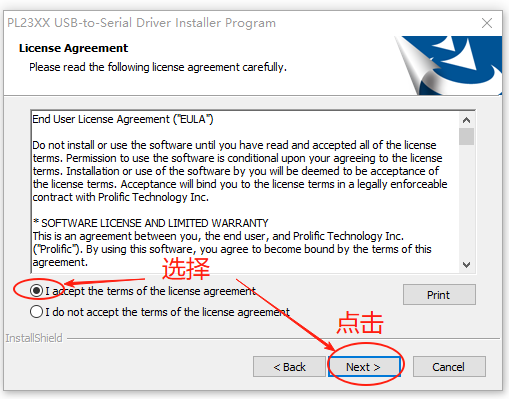 PL23XX USB-to-Serial Driver Installer Program
License Agreement
Please read the following license agreement carefully.
End User License Agreement ("EULA")
Do not install or use the software until you have read and accepted all of the license
terms. Permission to use the software is conditional upon your agreeing to the license
terms. Installation or use of the software by you will be deemed to be acceptance of
the license terms. Acceptance will bind you to the license terms in a legally enforceable
contract with Prolific Technology Inc.
* SOFTWARE LICENSE AND LIMITED WARRANTY
This is an agreement between you, the end user, and Prolific Technology Inc.
("Prolific"). By using this software, you agree to become bound by the terms of this
agreement.
选择
I accept the terms of the license agreement
Print
I do not accept the terms of the license agreement
点击
InstallShield
< Back
Next >
Cancel